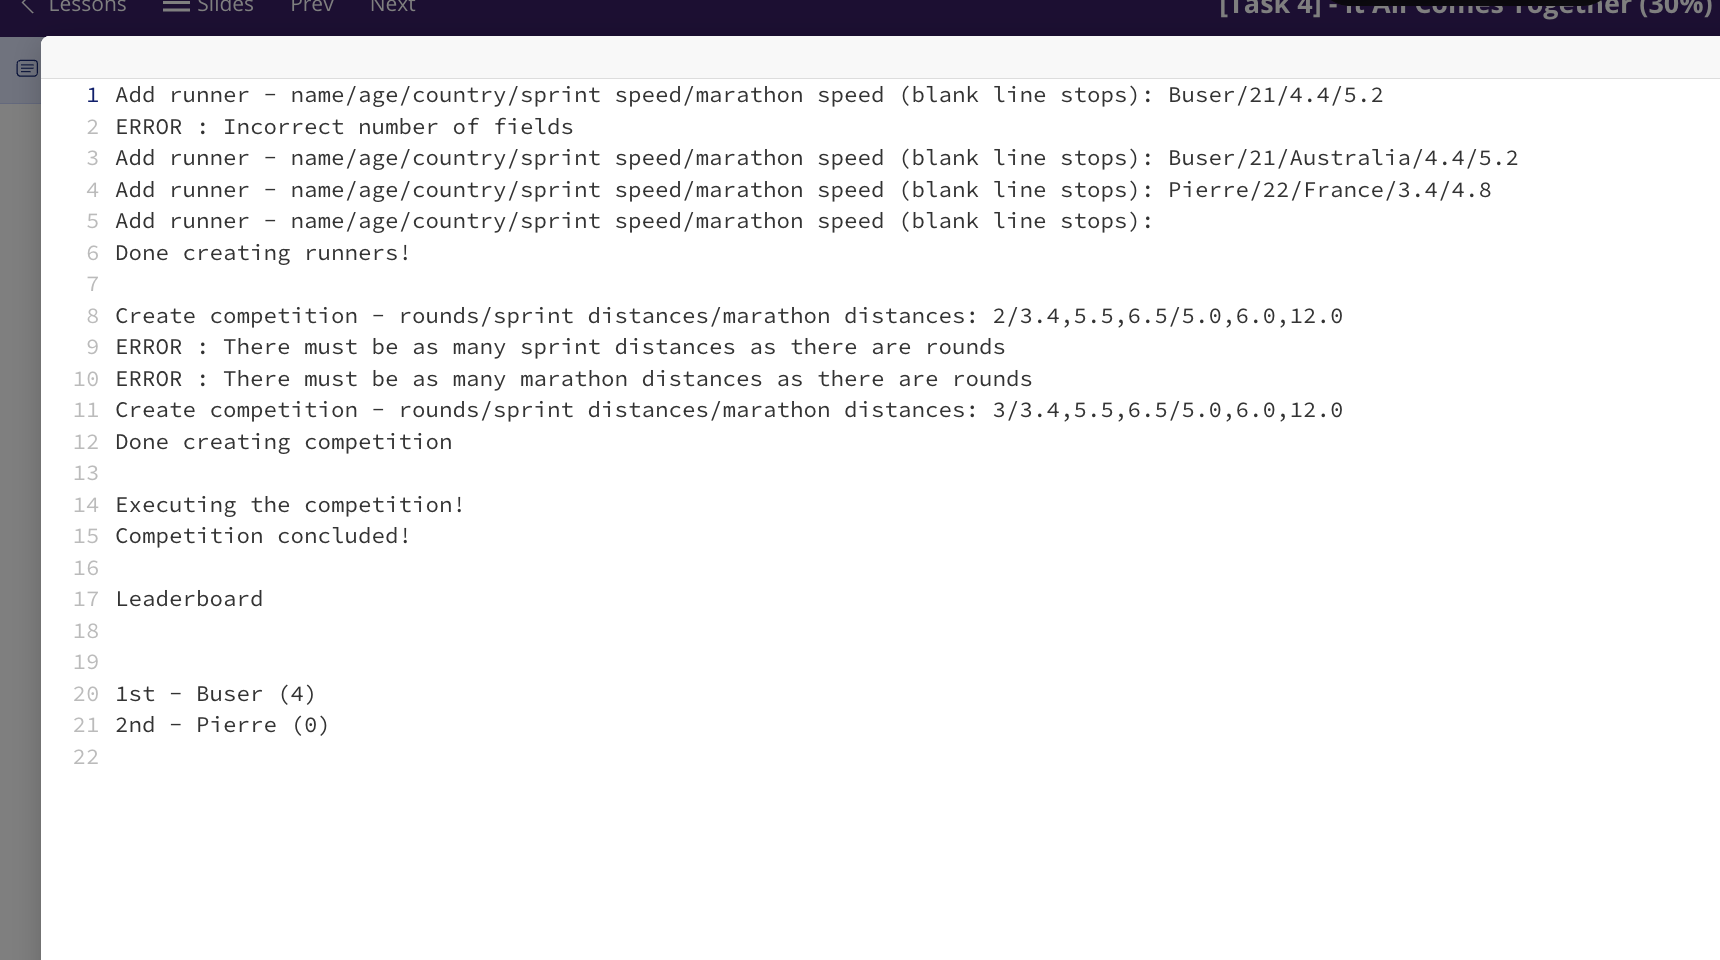 Lessons Slides Prev Next [Task 4] - It All Comes Together (30%)
1 Add runner - name/age/country/sprint speed/marathon speed (blank line stops): Buser/21/4.4/5.2
2 ERROR : Incorrect number of fields
3 Add runner - name/age/country/sprint speed/marathon speed (blank line stops): Buser/21/Australia/4.4/5.2
4 Add runner - name/age/country/sprint speed/marathon speed (blank line stops): Pierre/22/France/3.4/4.8
5 Add runner - name/age/country/sprint speed/marathon speed (blank line stops):
6 Done creating runners!
7
8 Create competition - rounds/sprint distances/marathon distances: 2/3.4,5.5,6.5/5.0,6.0,12.0
9 ERROR : There must be as many sprint distances as there are rounds
10 ERROR : There must be as many marathon distances as there are rounds
11 Create competition - rounds/sprint distances/marathon distances: 3/3.4,5.5,6.5/5.0,6.0,12.0
12 Done creating competition
13
14 Executing the competition!
15 Competition concluded!
16
17 Leaderboard
18
19
20 1st - Buser (4)
21 2nd - Pierre (0)
22